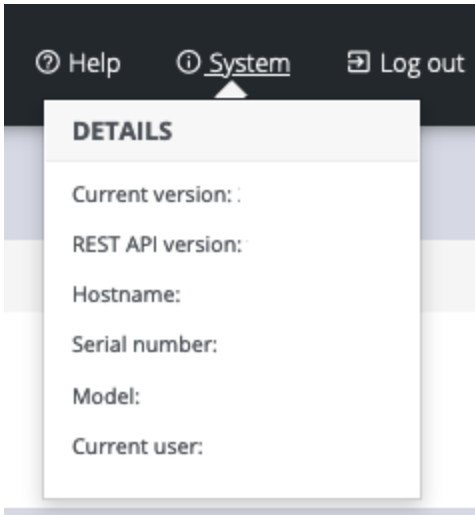 Help System Log out
DETAILS
Current version:
REST API version:
Hostname:
Serial number:
Model:
Current user: